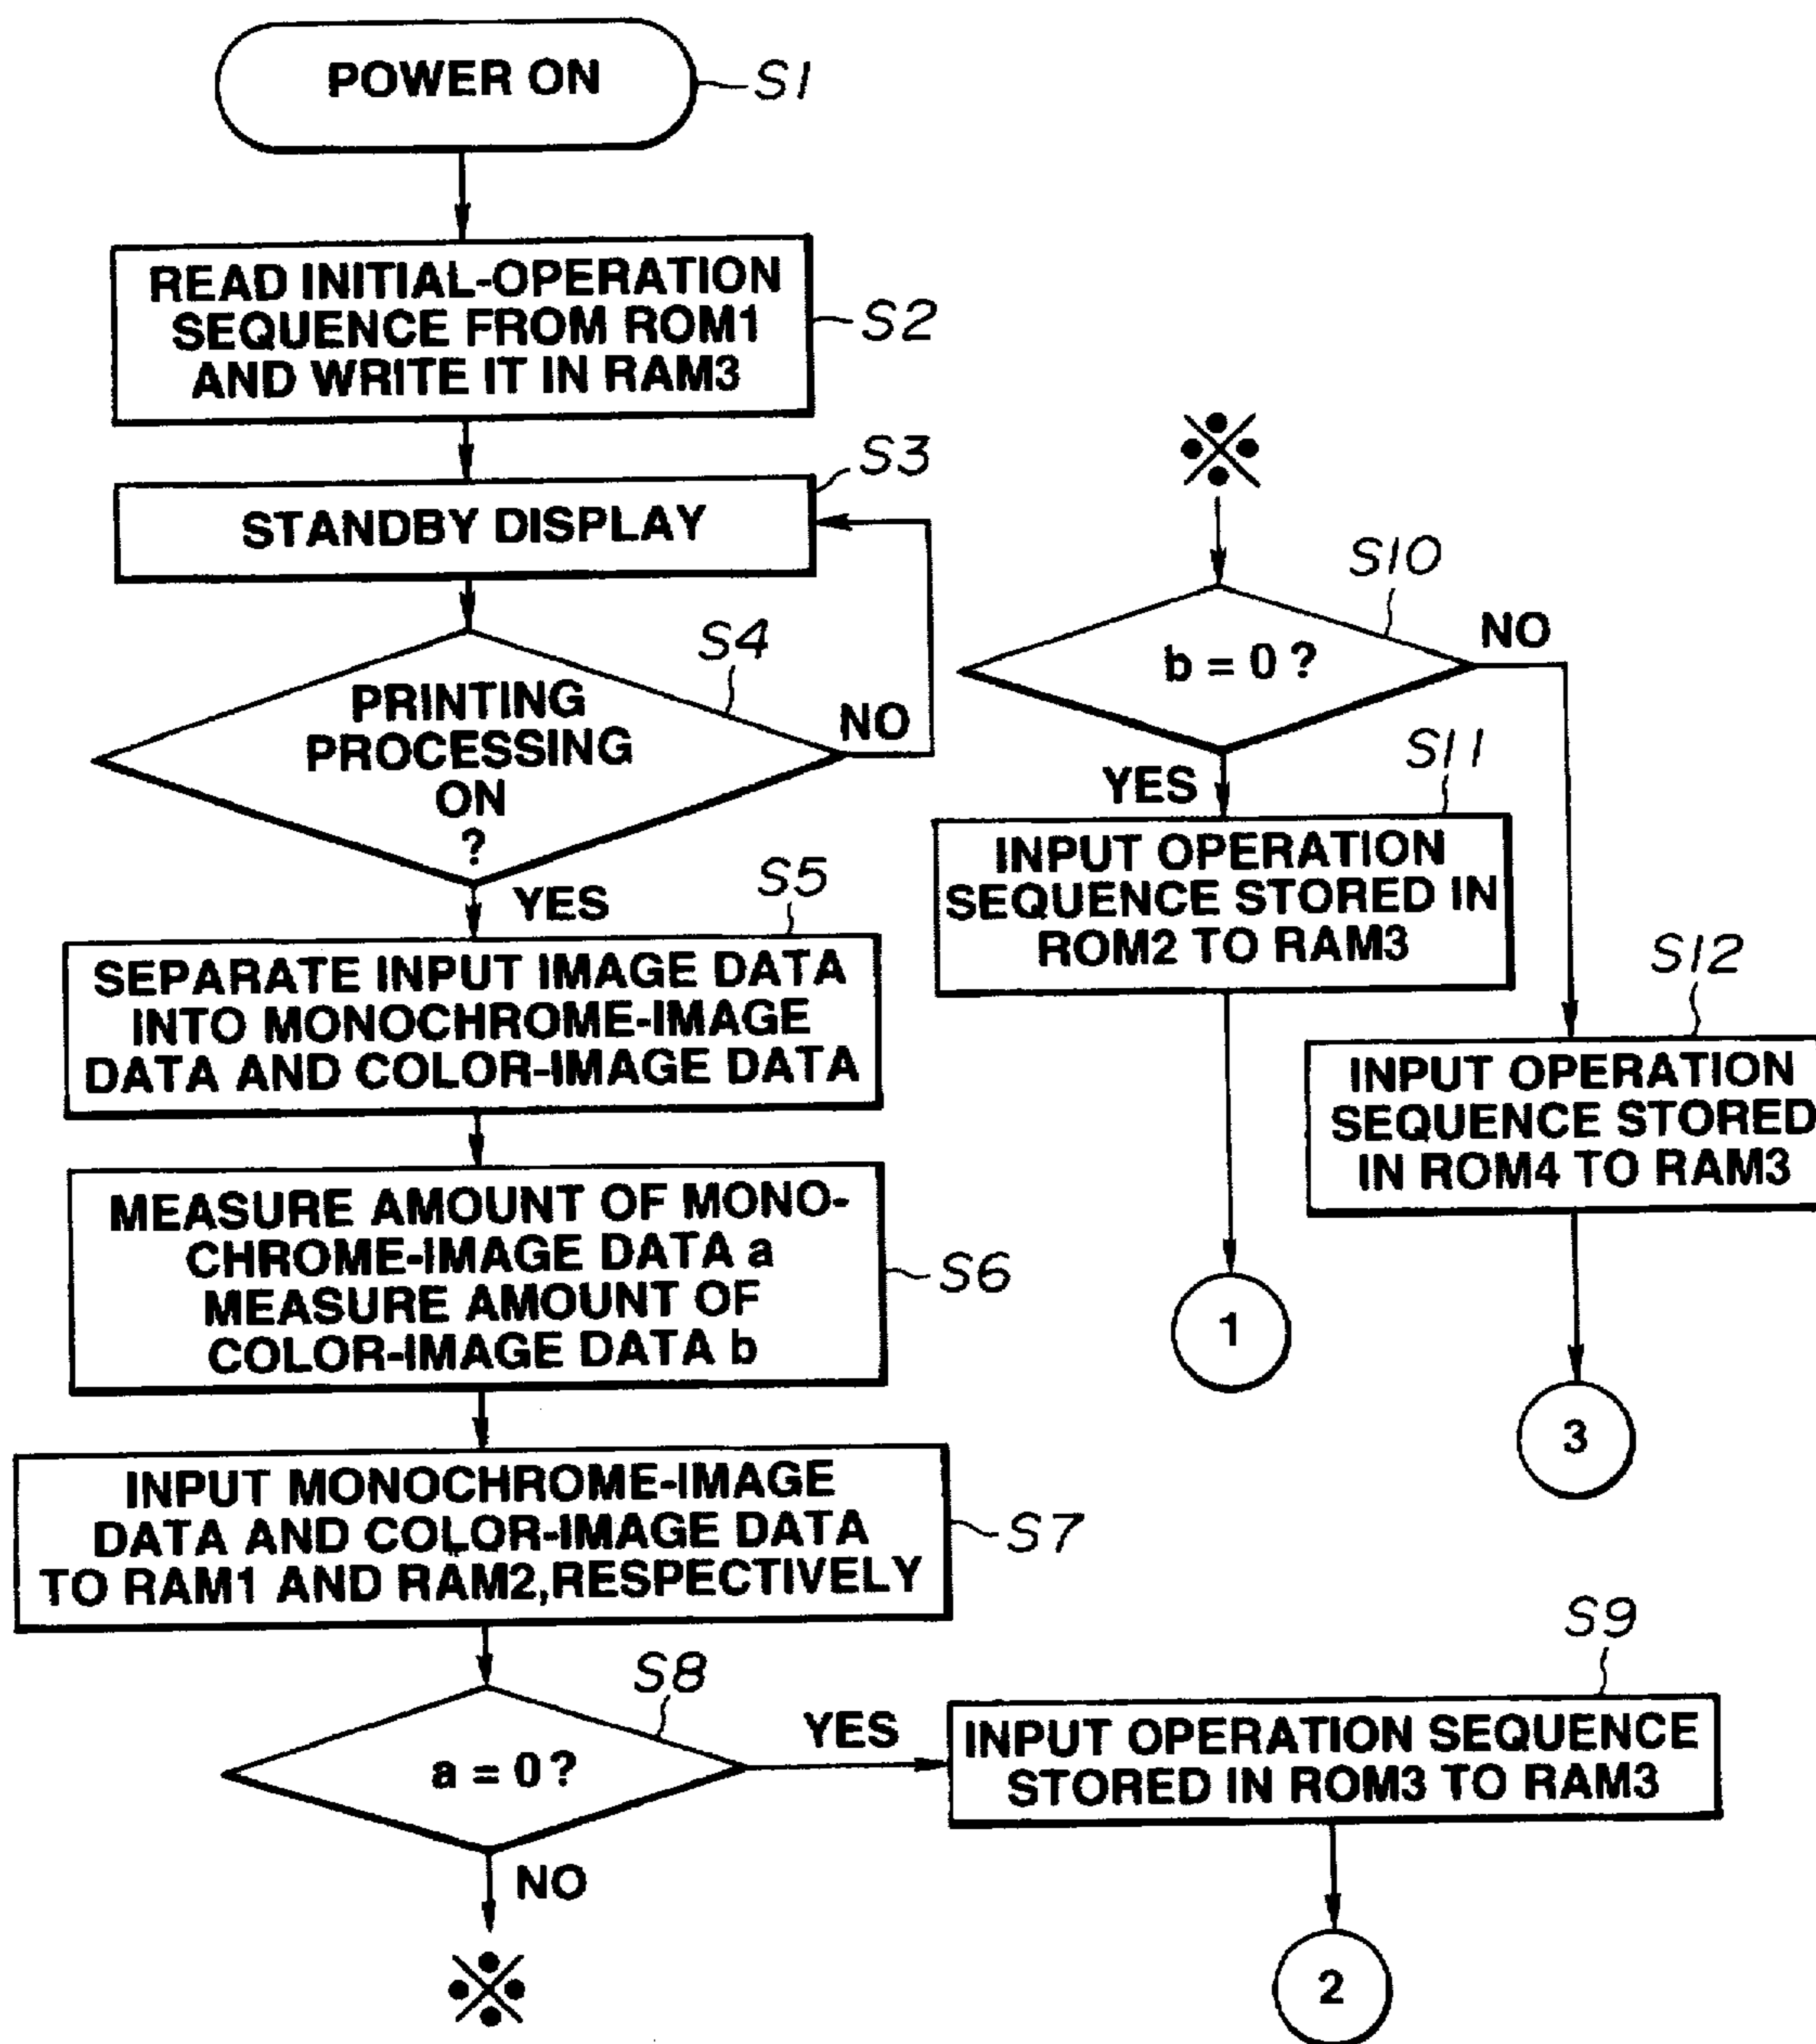 POWER ON
S1
READ INITIAL-OPERATION
SEQUENCE FROM ROM1
AND WRITE IT IN RAM3
S2
S3
STANDBY DISPLAY
S4
PRINTING
PROCESSING
ON
?
NO
YES
S5
SEPARATE INPUT IMAGE DATA
INTO MONOCHROME-IMAGE
DATA AND COLOR-IMAGE DATA
MEASURE AMOUNT OF MONO-
CHROME-IMAGE DATA a
MEASURE AMOUNT OF
COLOR-IMAGE DATA b
S6
INPUT MONOCHROME-IMAGE
DATA AND COLOR-IMAGE DATA
TO RAM1 AND RAM2,RESPECTIVELY
S7
S8
a = 0 ?
YES
NO
※
S9
INPUT OPERATION SEQUENCE
STORED IN ROM3 TO RAM3
2
※
S10
b = 0 ?
NO
YES
S11
INPUT OPERATION
SEQUENCE STORED IN
ROM2 TO RAM3
1
S12
INPUT OPERATION
SEQUENCE STORED
IN ROM4 TO RAM3
3